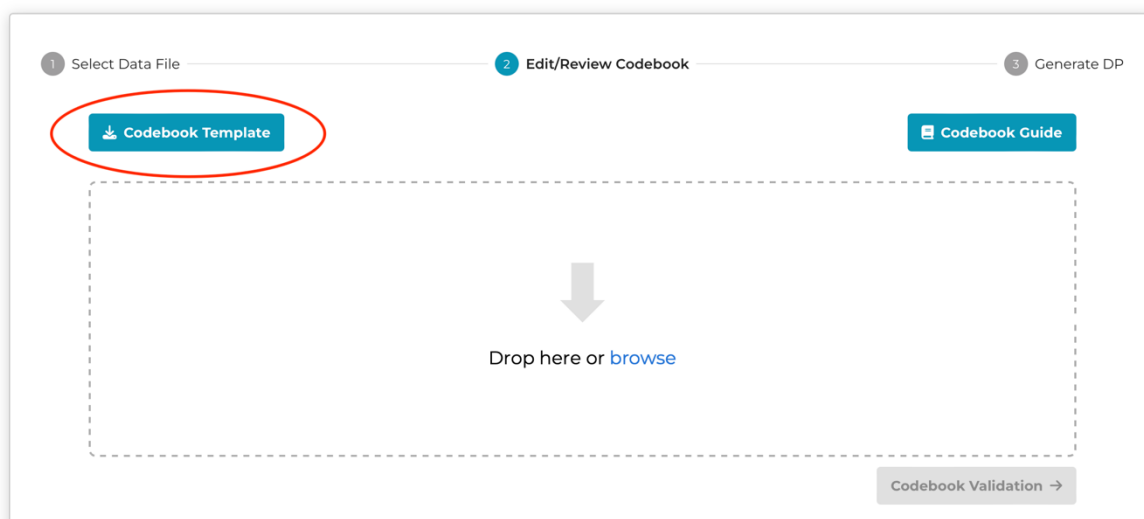 1 Select Data File 2 Edit/Review Codebook 3 Generate DP
Codebook Template Codebook Guide
Drop here or browse
Codebook Validation →